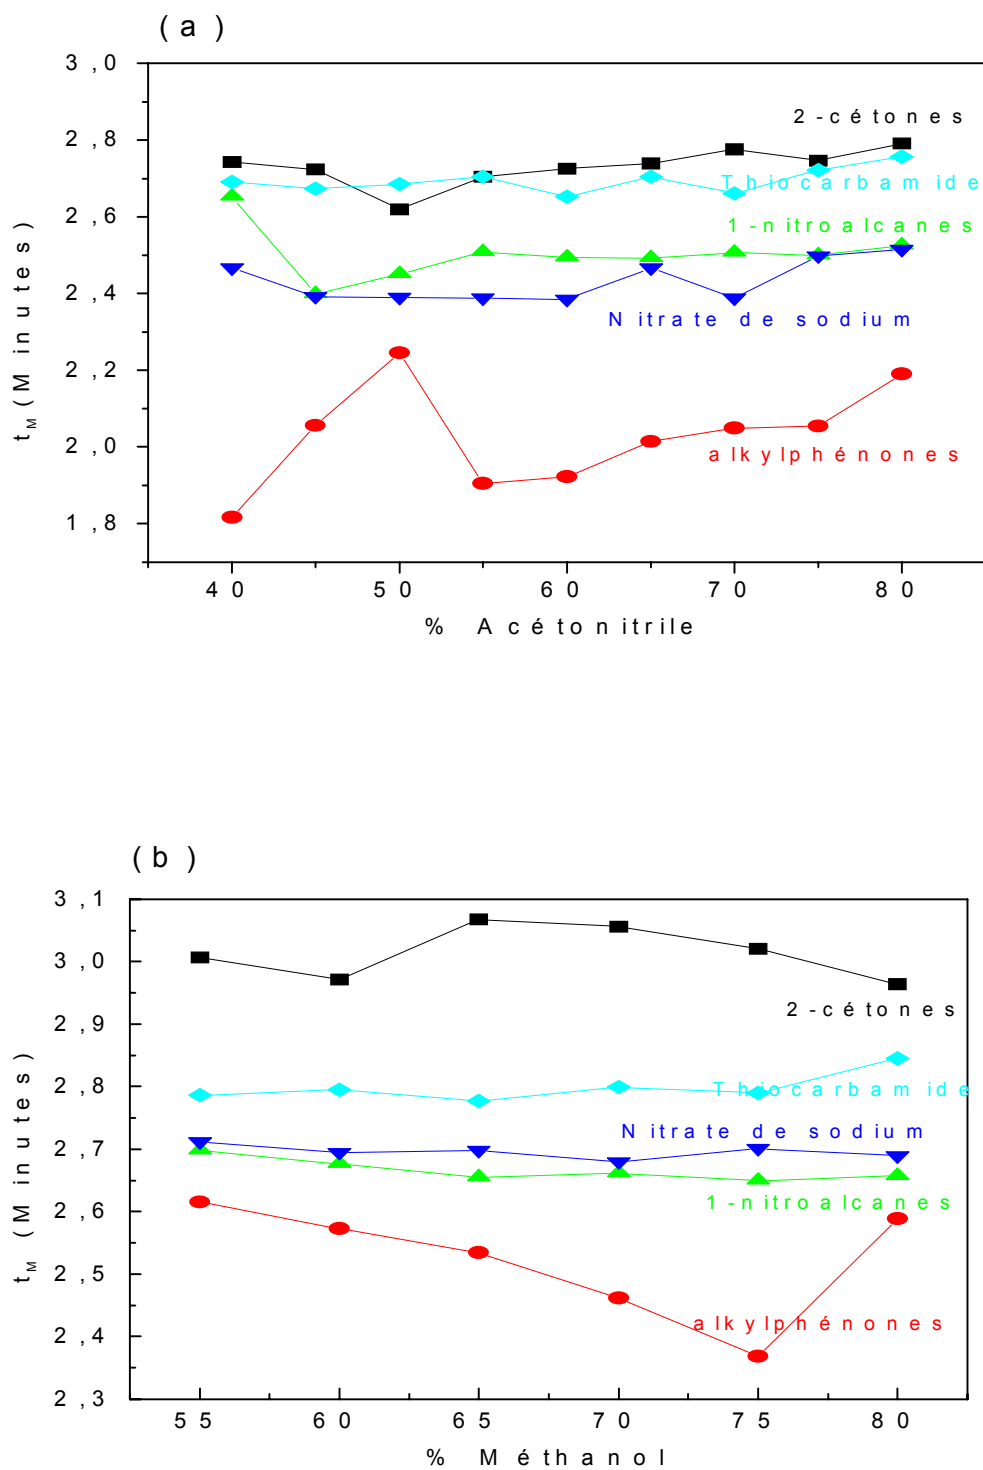 (a)
3,0
2,8
2,6
2,4
2,2
2,0
1,8
tM (Minutes)
2-cétones
Thiocarbamide
1-nitroalcanes
Nitrate de sodium
alkylphénones
40 50 60 70 80
% Acétonitrile
(b)
3,1
3,0
2,9
2,8
2,7
2,6
2,5
2,4
2,3
tM (Minutes)
2-cétones
Thiocarbamide
Nitrate de sodium
1-nitroalcanes
alkylphénones
55 60 65 70 75 80
% Méthanol